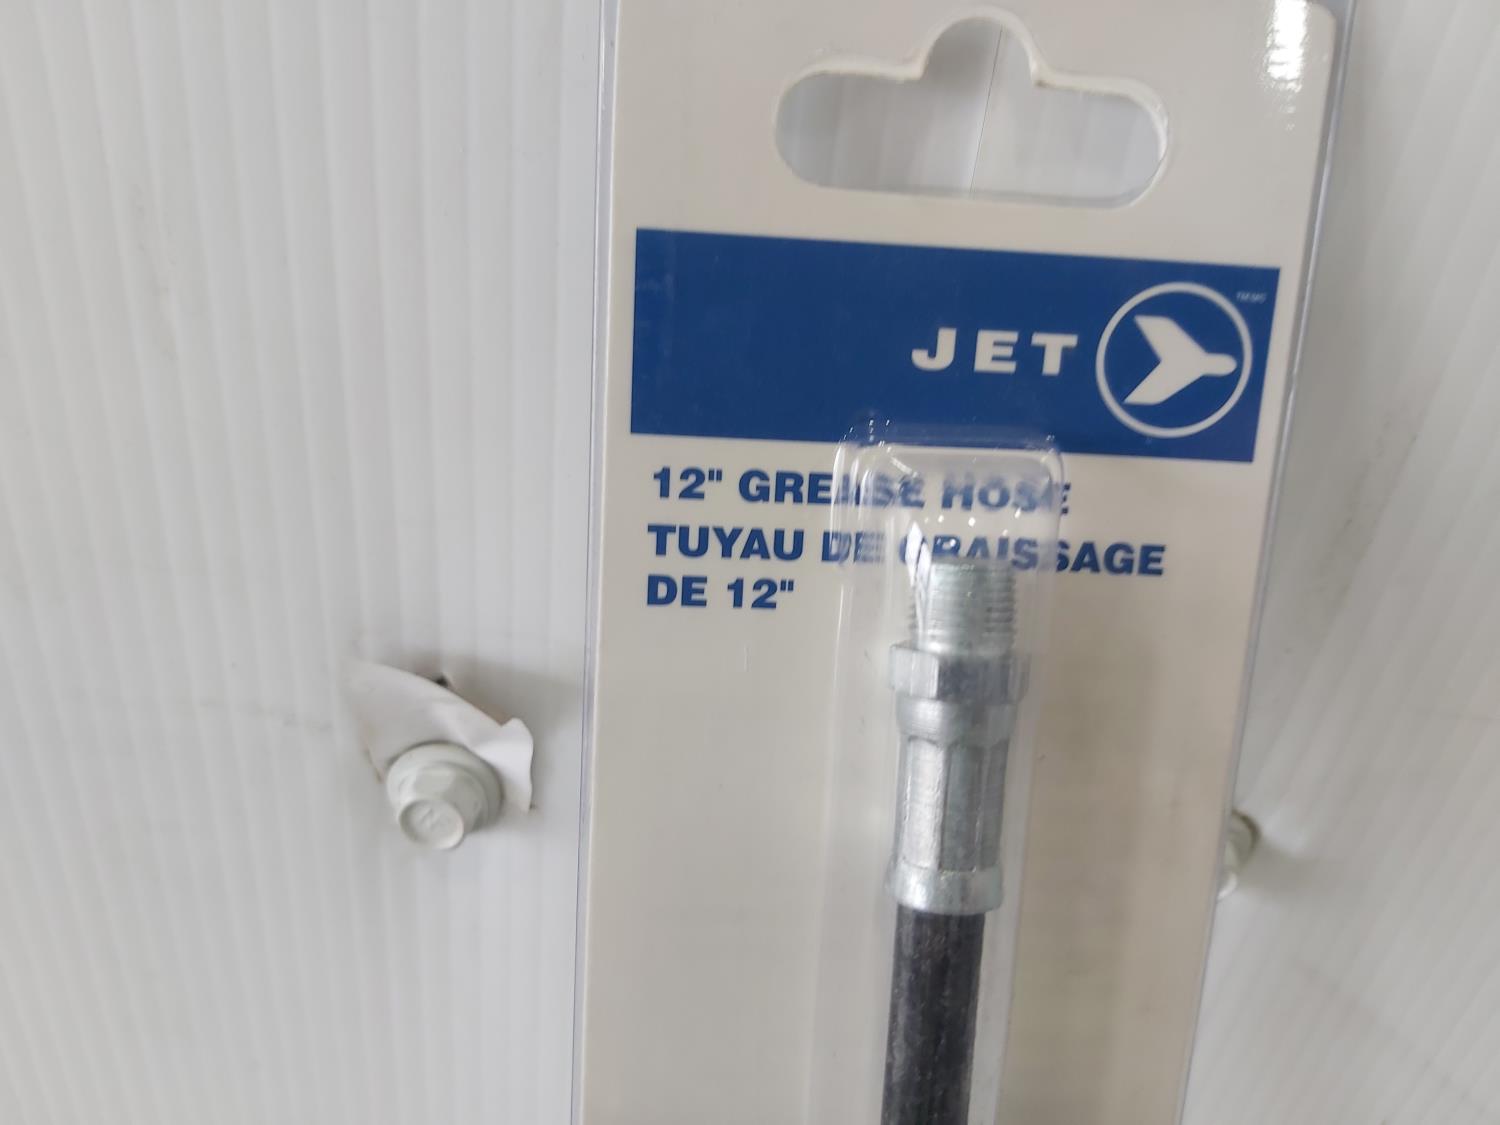 JET
12" GREASE HOSE
TUYAU DE GRAISSAGE
DE 12"